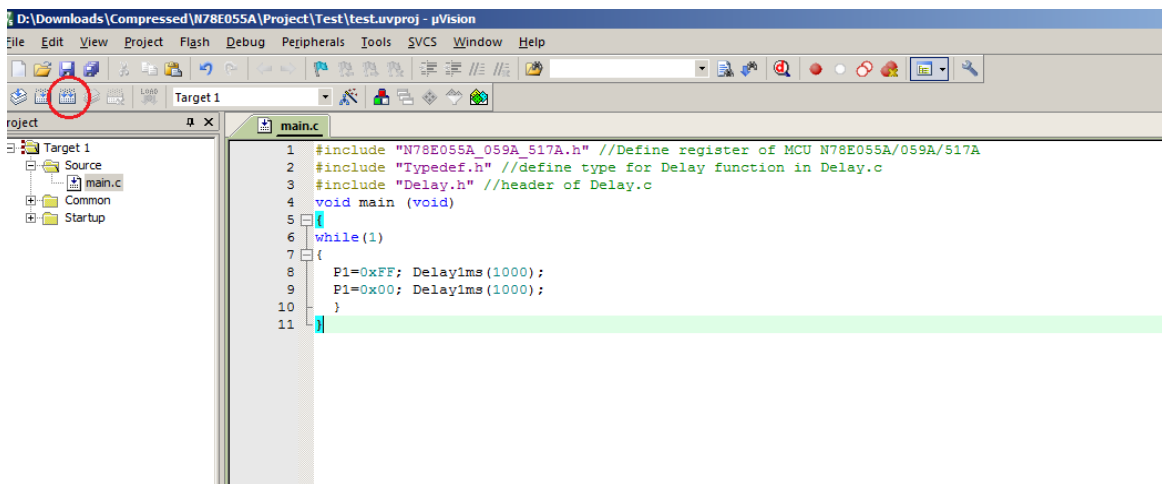 D:\Downloads\Compressed\N78E055A\Project\Test\test.uvproj - µVision
File Edit View Project Flash Debug Peripherals Tools SVCS Window Help
LOAD Target 1
roject
main.c
Target 1
Source
main.c
Common
Startup
1 #include "N78E055A_059A_517A.h" //Define register of MCU N78E055A/059A/517A
2 #include "Typedef.h" //define type for Delay function in Delay.c
3 #include "Delay.h" //header of Delay.c
4 void main (void)
5 {
6 while(1)
7 {
8 P1=0xFF; Delay1ms(1000);
9 P1=0x00; Delay1ms(1000);
10 }
11 }